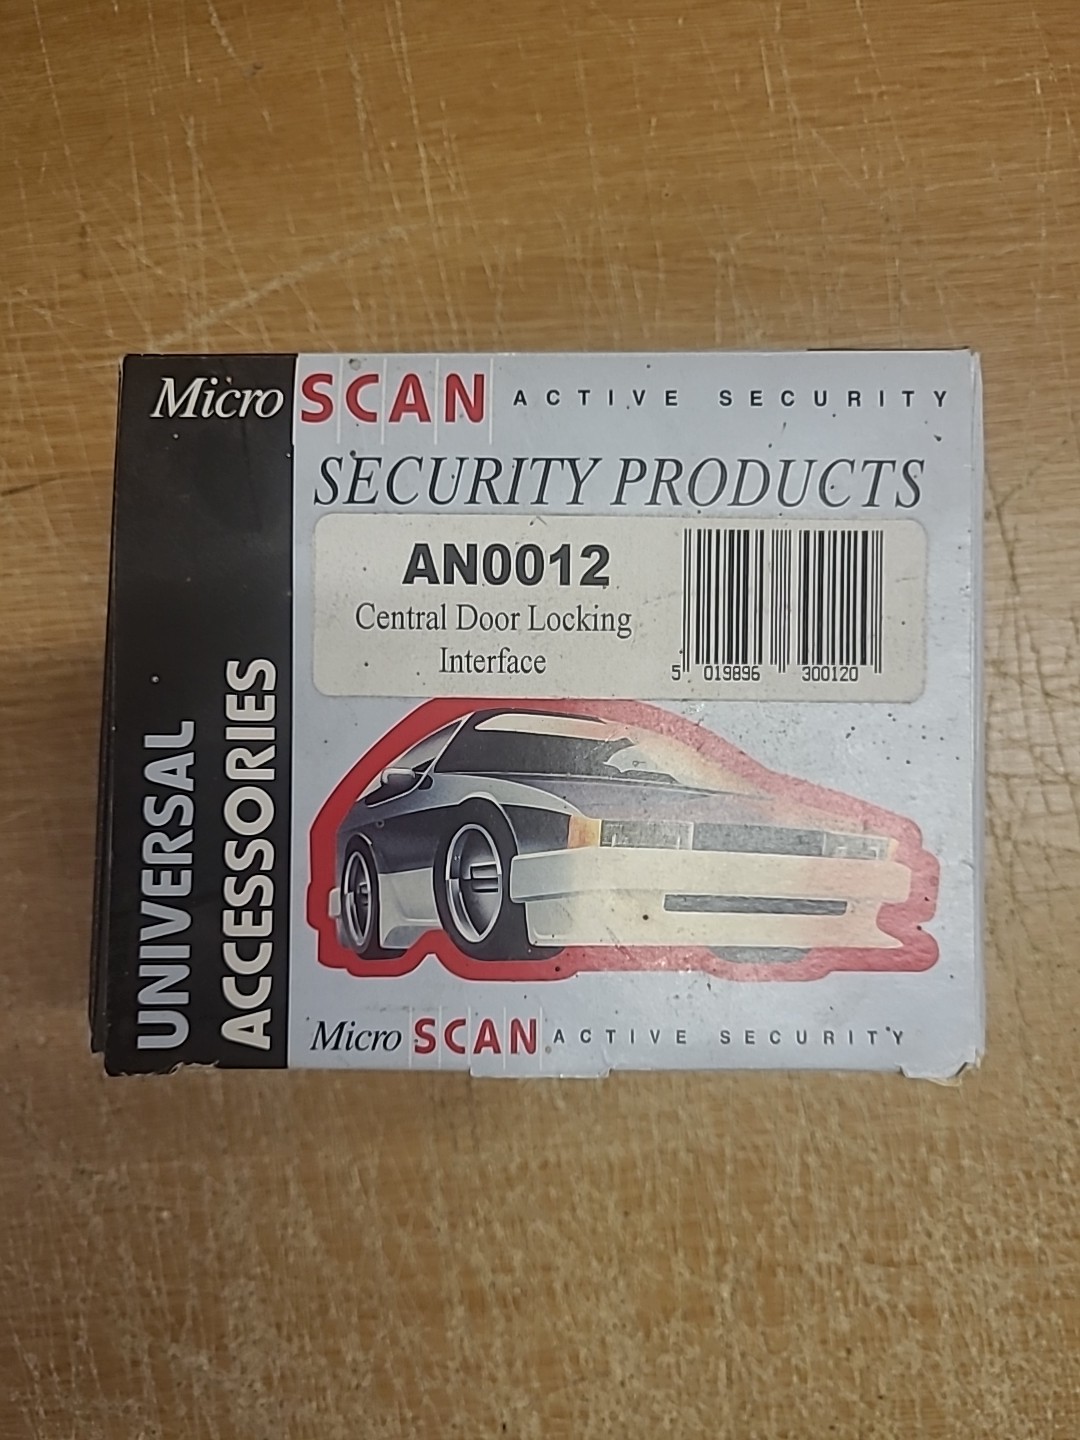 Micro SCAN ACTIVE SECURITY
SECURITY PRODUCTS
AN0012
Central Door Locking
Interface
5 019896 300120
UNIVERSAL
ACCESSORIES
Micro SCAN ACTIVE SECURITY